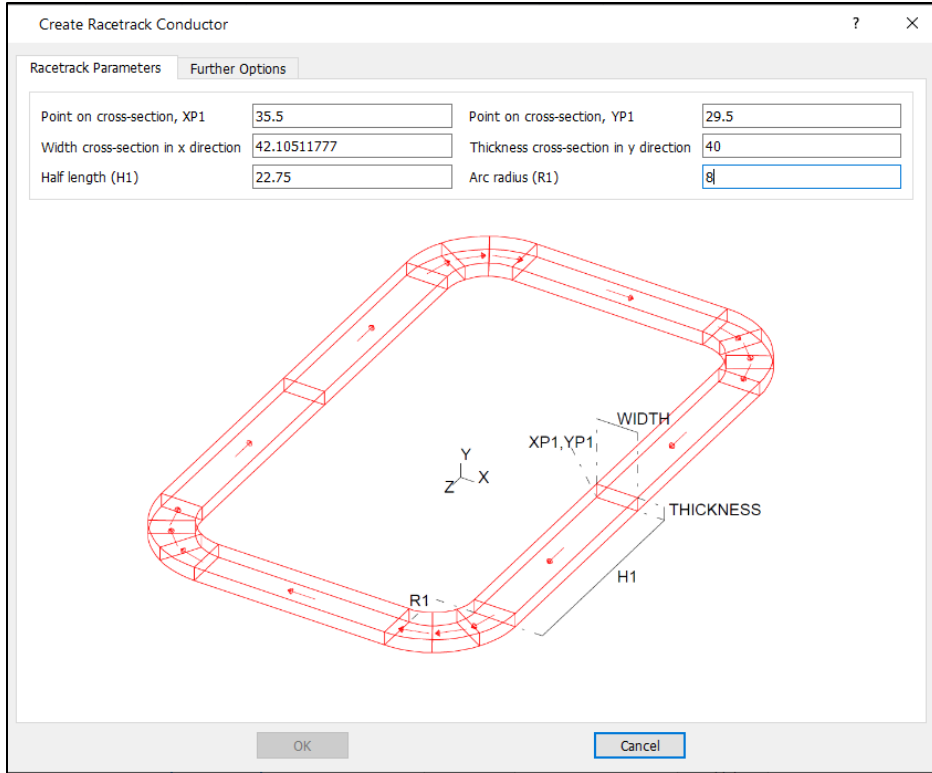 Create Racetrack Conductor ? ×
Racetrack Parameters Further Options
Point on cross-section, XP1 35.5 Point on cross-section, YP1 29.5
Width cross-section in x direction 42.10511777 Thickness cross-section in y direction 40
Half length (H1) 22.75 Arc radius (R1) 8
WIDTH
XP1,YP1
Y
Z X
THICKNESS
H1
R1
OK Cancel